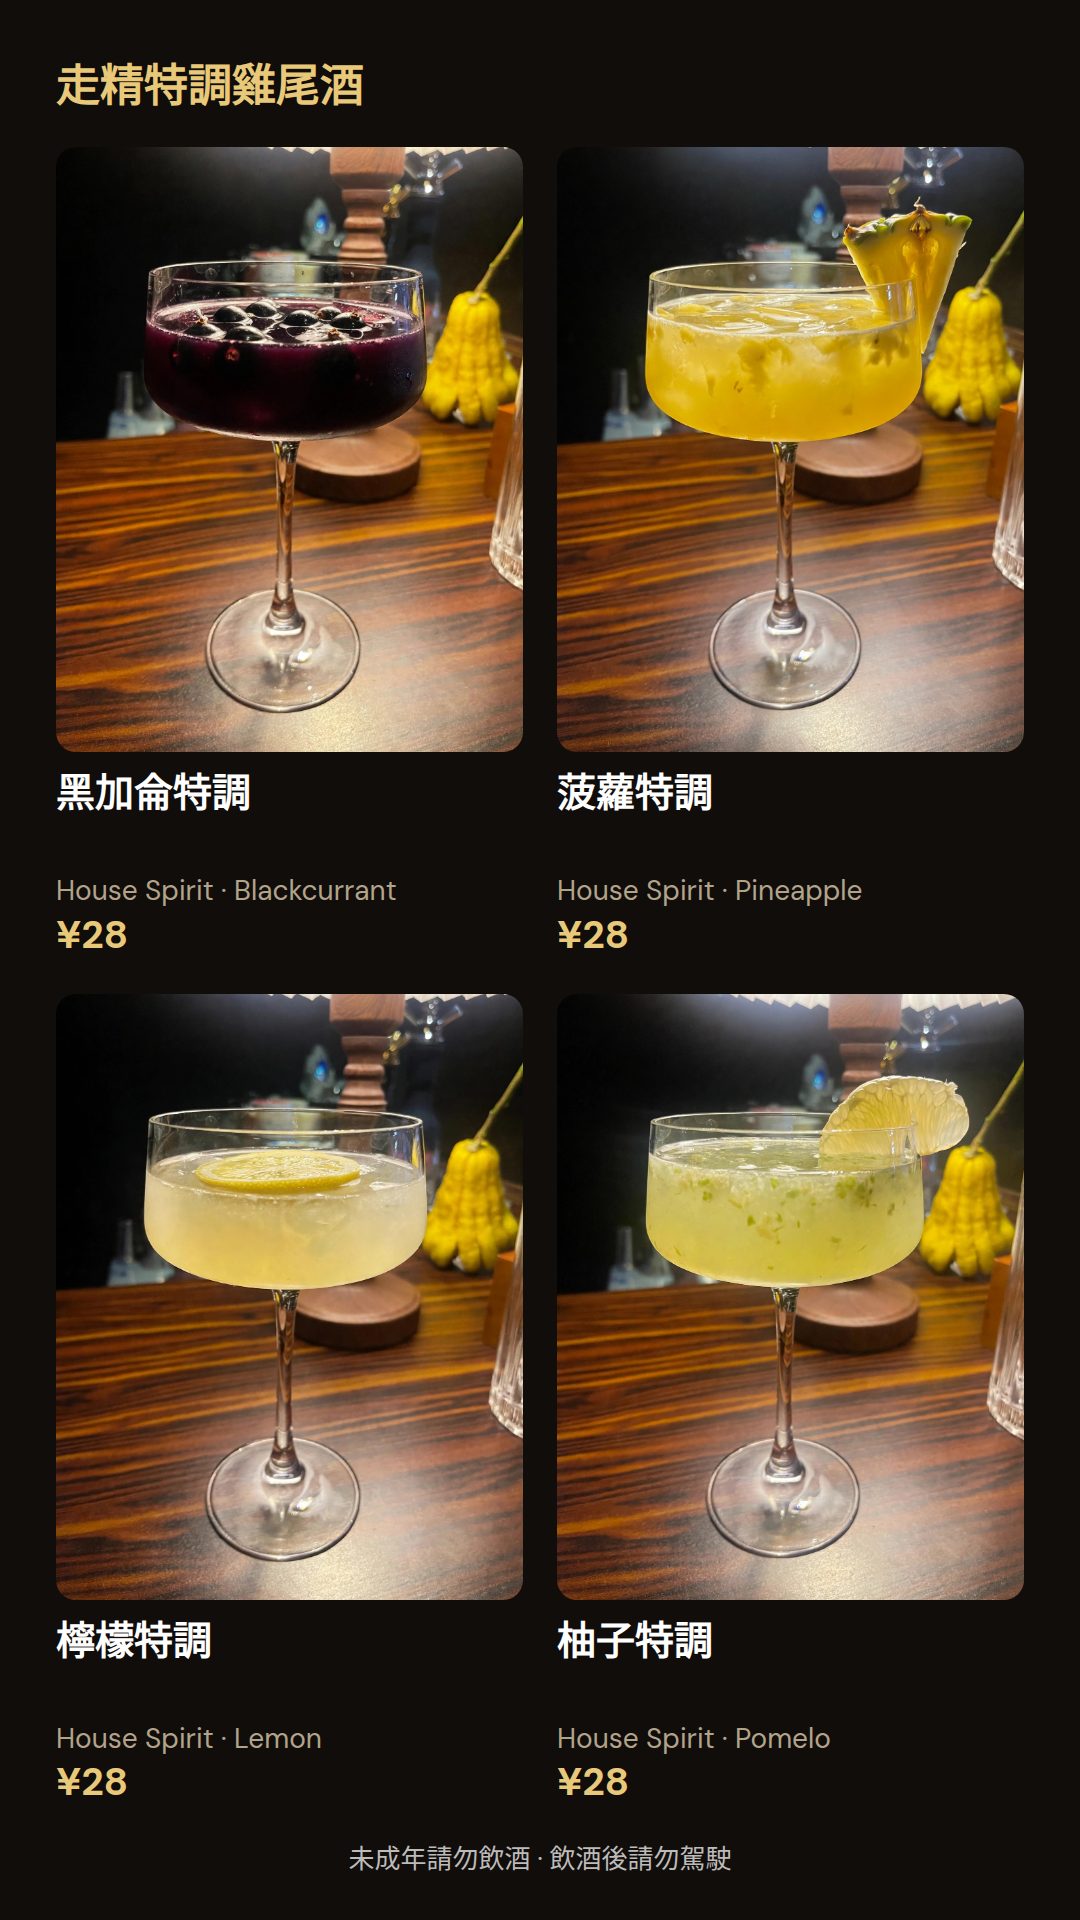 走精特調雞尾酒
黑加侖特調
House Spirit · Blackcurrant
¥28
菠蘿特調
House Spirit · Pineapple
¥28
檸檬特調
House Spirit · Lemon
¥28
柚子特調
House Spirit · Pomelo
¥28
未成年請勿飲酒 · 飲酒後請勿駕駛